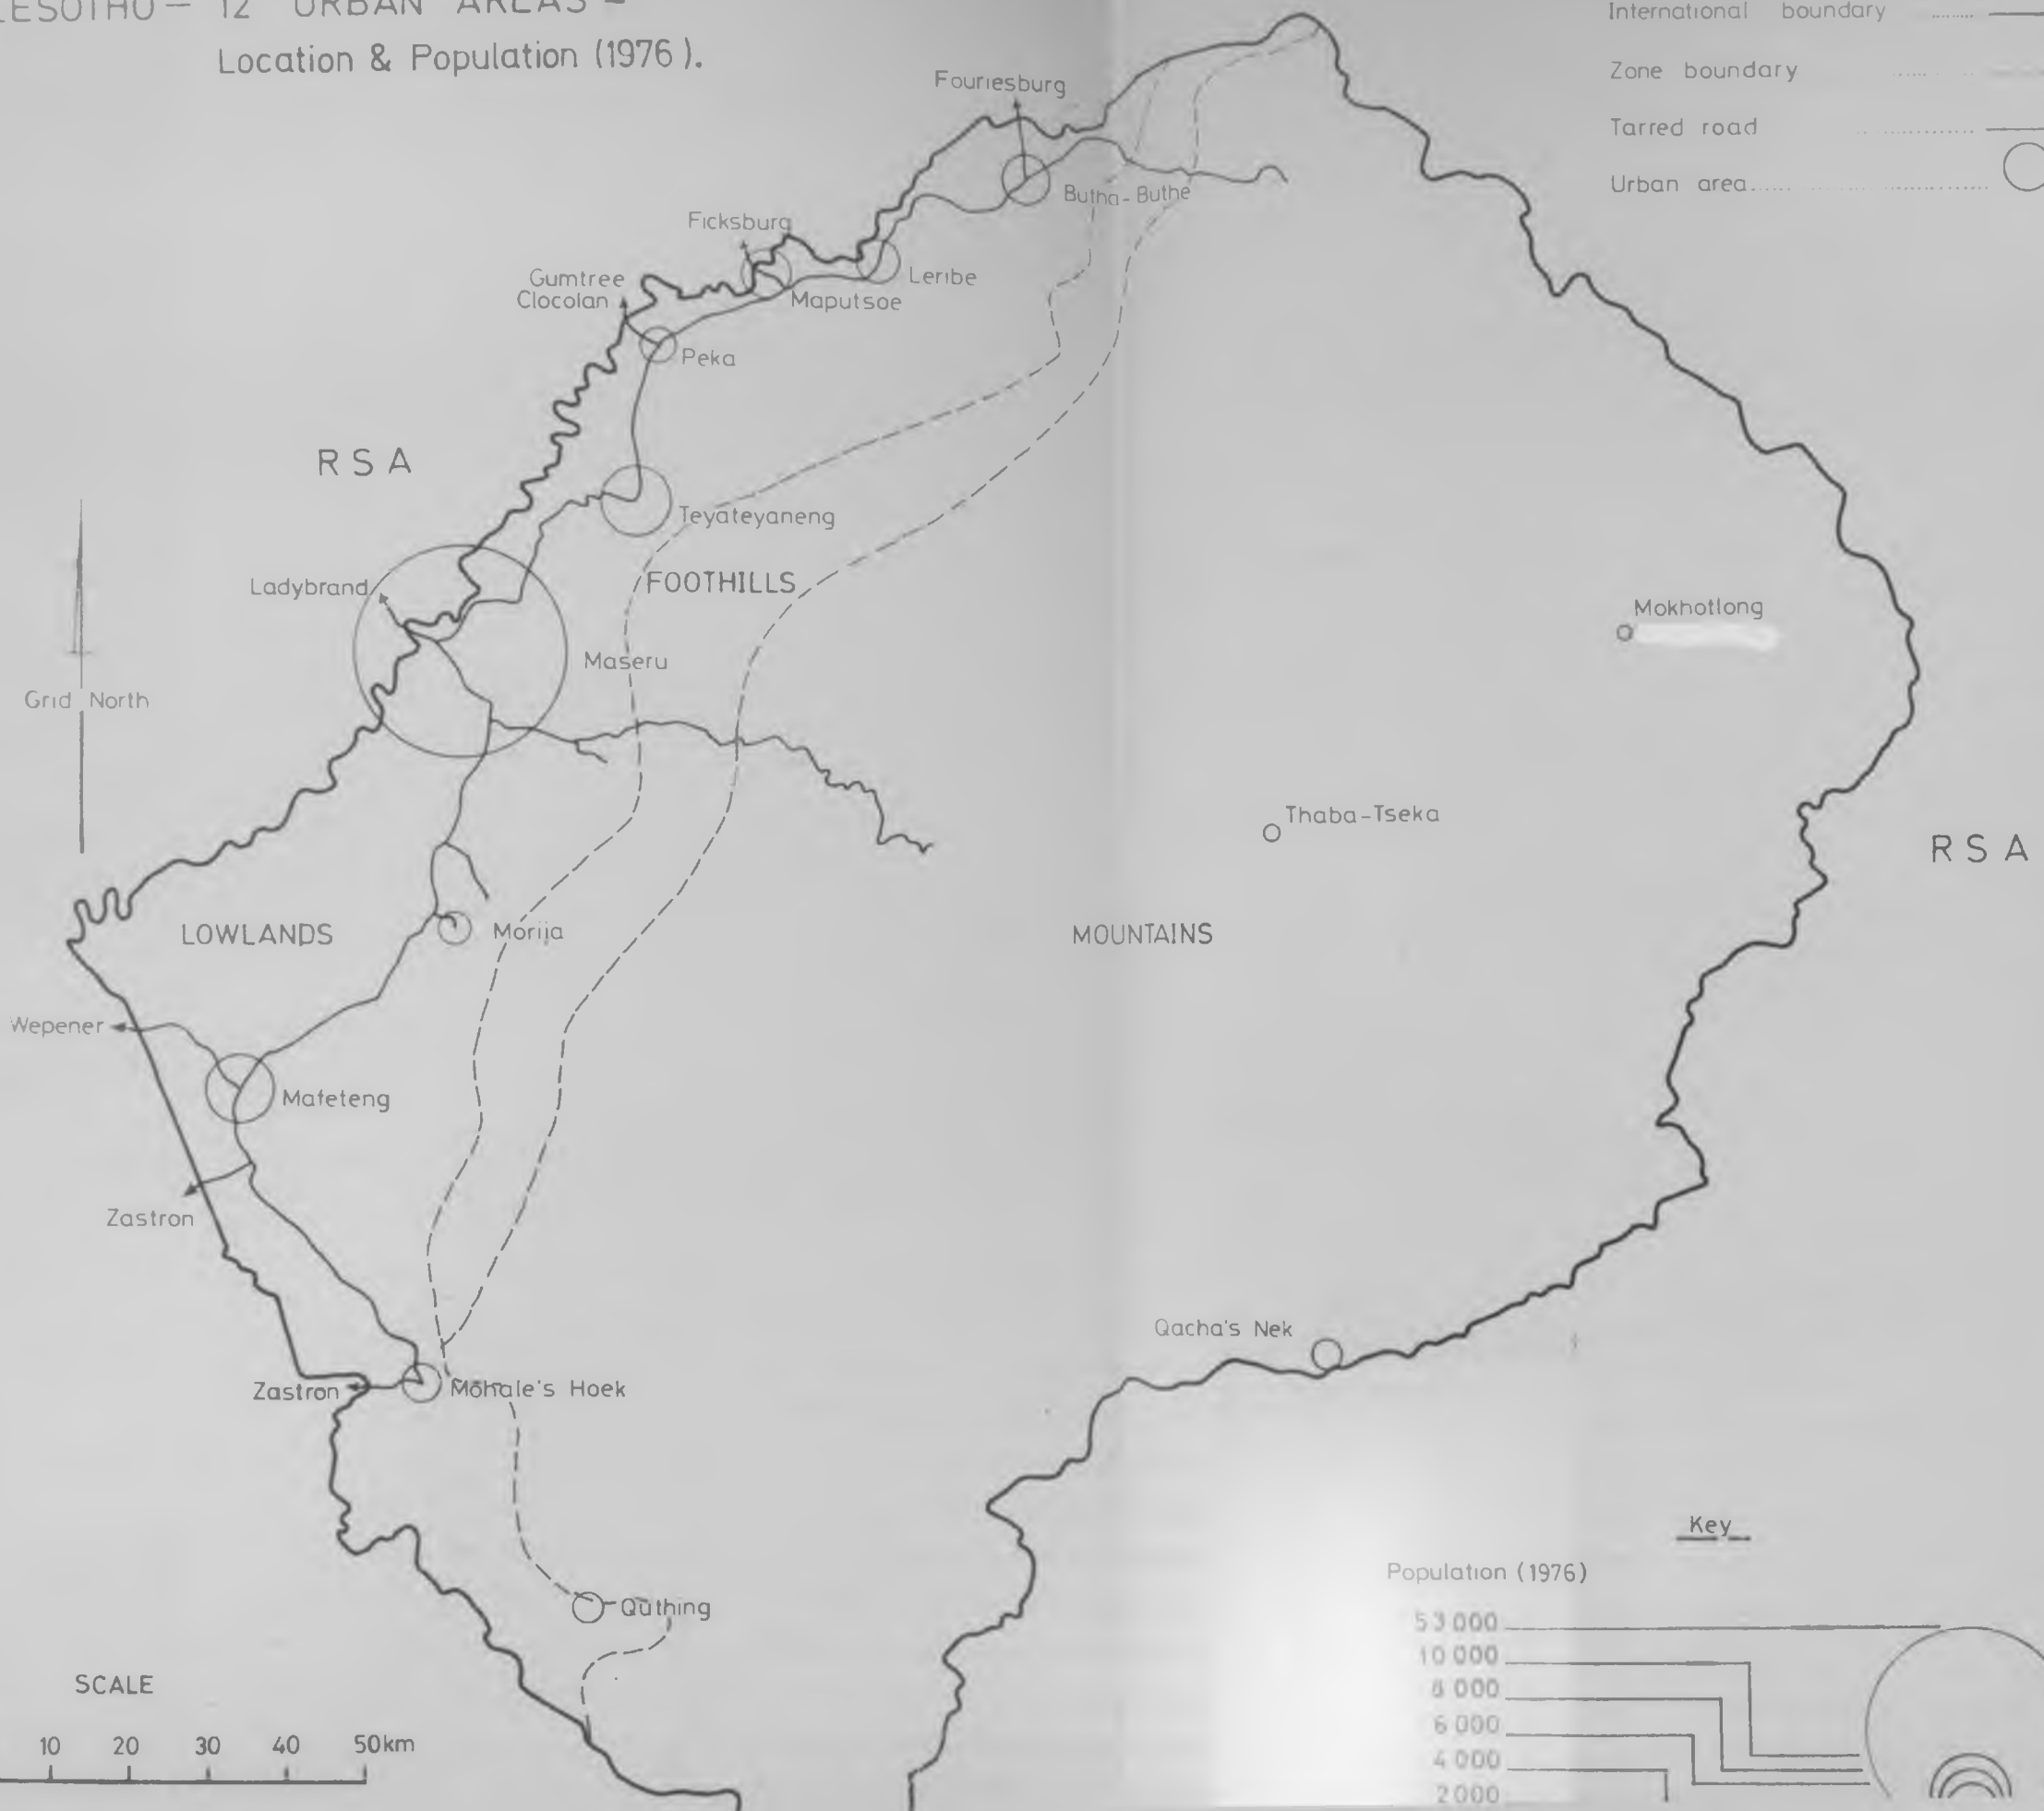 LESOTHO – 12 URBAN AREAS –
Location & Population (1976).
International boundary
Zone boundary
Tarred road
Urban area
Fouriesburg
Butha-Buthe
Ficksburg
Leribe
Gumtree
Clocolan
Maputsoe
Peka
RSA
Teyateyaneng
Ladybrand
FOOTHILLS
Mokhotlong
Maseru
Grid North
Thaba-Tseka
RSA
LOWLANDS
Morija
MOUNTAINS
Wepener
Mafeteng
Zastron
Qacha's Nek
Zastron
Mohale's Hoek
Quthing
Key
Population (1976)
53 000
10 000
8 000
6 000
4 000
2 000
SCALE
10 20 30 40 50km